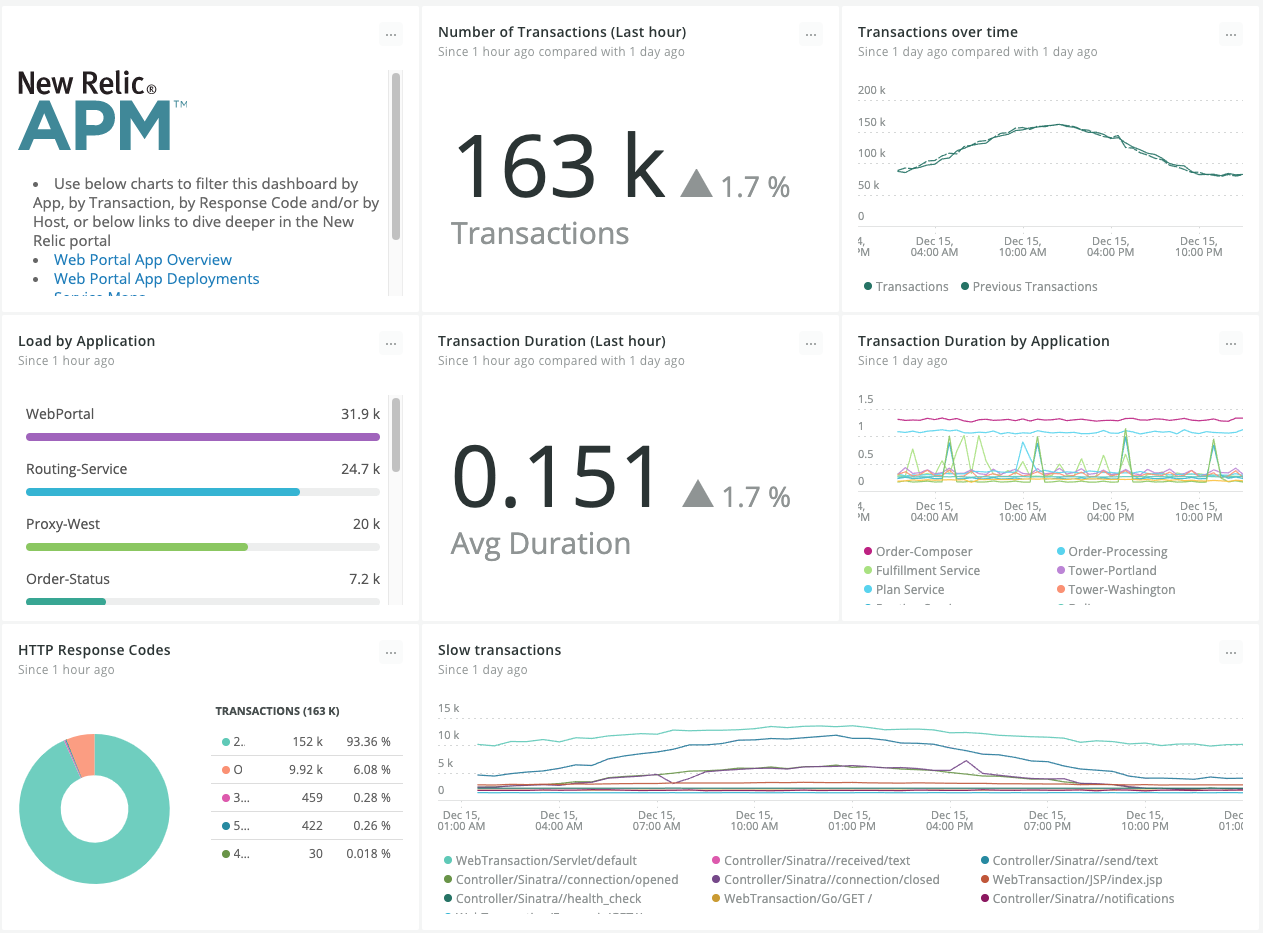 New Relic®
APM™
Use below charts to filter this dashboard by
App, by Transaction, by Response Code and/or by
Host, or below links to dive deeper in the New
Relic portal
Web Portal App Overview
Web Portal App Deployments
Number of Transactions (Last hour)
Since 1 hour ago compared with 1 day ago
163 k
1.7 %
Transactions
Transactions over time
Since 1 day ago compared with 1 day ago
200 k
150 k
100 k
50 k
0
4, Dec 15, Dec 15, Dec 15, Dec 15,
PM 04:00 AM 10:00 AM 04:00 PM 10:00 PM
Transactions Previous Transactions
Load by Application
Since 1 hour ago
WebPortal 31.9 k
Routing-Service 24.7 k
Proxy-West 20 k
Order-Status 7.2 k
Transaction Duration (Last hour)
Since 1 hour ago compared with 1 day ago
0.151
1.7 %
Avg Duration
Transaction Duration by Application
Since 1 day ago
1.5
1
0.5
0
4, Dec 15, Dec 15, Dec 15, Dec 15,
PM 04:00 AM 10:00 AM 04:00 PM 10:00 PM
Order-Composer Order-Processing
Fulfillment Service Tower-Portland
Plan Service Tower-Washington
HTTP Response Codes
Since 1 hour ago
TRANSACTIONS (163 K)
2.. 152 k 93.36 %
O 9.92 k 6.08 %
3... 459 0.28 %
5... 422 0.26 %
4... 30 0.018 %
Slow transactions
Since 1 day ago
15 k
10 k
5 k
0
Dec 15, Dec 15, Dec 15, Dec 15, Dec 15, Dec 15, Dec 15, Dec 15, Dec
01:00 AM 04:00 AM 07:00 AM 10:00 AM 01:00 PM 04:00 PM 07:00 PM 10:00 PM 01:0
WebTransaction/Servlet/default Controller/Sinatra//received/text Controller/Sinatra//send/text
Controller/Sinatra//connection/opened Controller/Sinatra//connection/closed WebTransaction/JSP/index.jsp
Controller/Sinatra//health_check WebTransaction/Go/GET / Controller/Sinatra//notifications